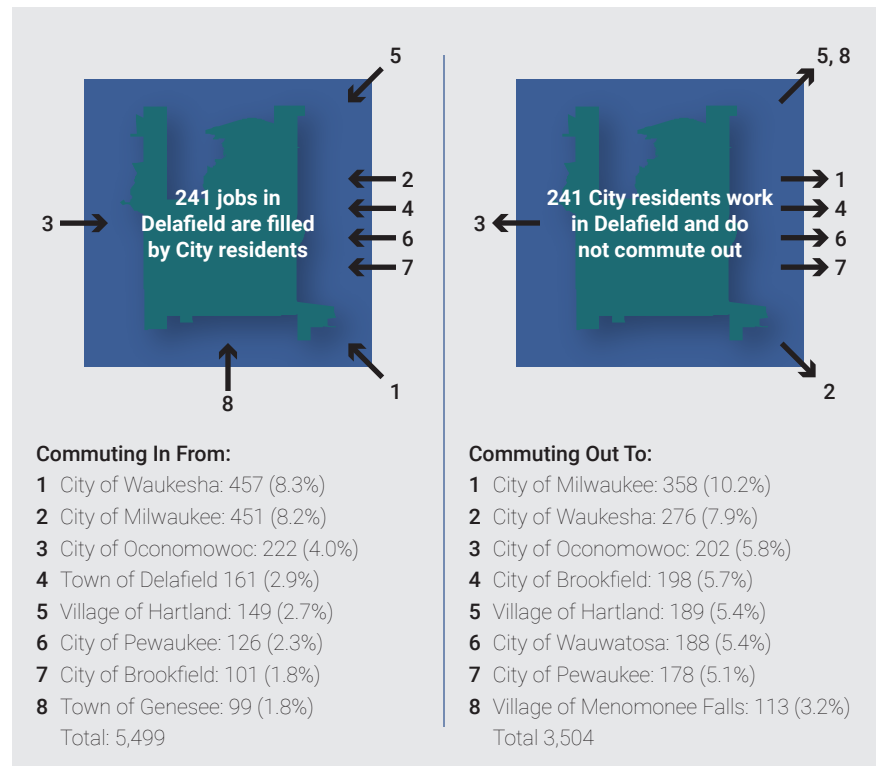 5
241 jobs in
Delafield are filled
by City residents
2
4
6
7
3
8
1
Commuting In From:
1 City of Waukesha: 457 (8.3%)
2 City of Milwaukee: 451 (8.2%)
3 City of Oconomowoc: 222 (4.0%)
4 Town of Delafield 161 (2.9%)
5 Village of Hartland: 149 (2.7%)
6 City of Pewaukee: 126 (2.3%)
7 City of Brookfield: 101 (1.8%)
8 Town of Genesee: 99 (1.8%)
Total: 5,499
5, 8
241 City residents work
in Delafield and do
not commute out
1
4
6
7
3
2
Commuting Out To:
1 City of Milwaukee: 358 (10.2%)
2 City of Waukesha: 276 (7.9%)
3 City of Oconomowoc: 202 (5.8%)
4 City of Brookfield: 198 (5.7%)
5 Village of Hartland: 189 (5.4%)
6 City of Wauwatosa: 188 (5.4%)
7 City of Pewaukee: 178 (5.1%)
8 Village of Menomonee Falls: 113 (3.2%)
Total 3,504